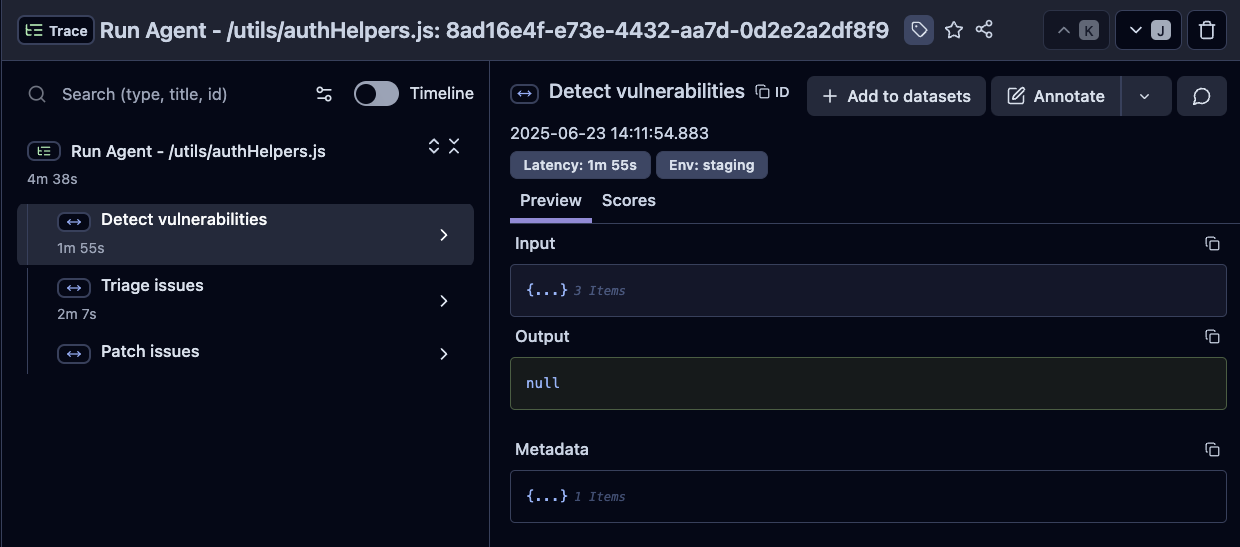 Trace Run Agent - /utils/authHelpers.js: 8ad16e4f-e73e-4432-aa7d-0d2e2a2df8f9 K J
Search (type, title, id) Timeline
Run Agent - /utils/authHelpers.js
4m 38s
Detect vulnerabilities
1m 55s
Triage issues
2m 7s
Patch issues
Detect vulnerabilities ID Add to datasets Annotate
2025-06-23 14:11:54.883
Latency: 1m 55s Env: staging
Preview Scores
Input
{...} 3 Items
Output
null
Metadata
{...} 1 Items